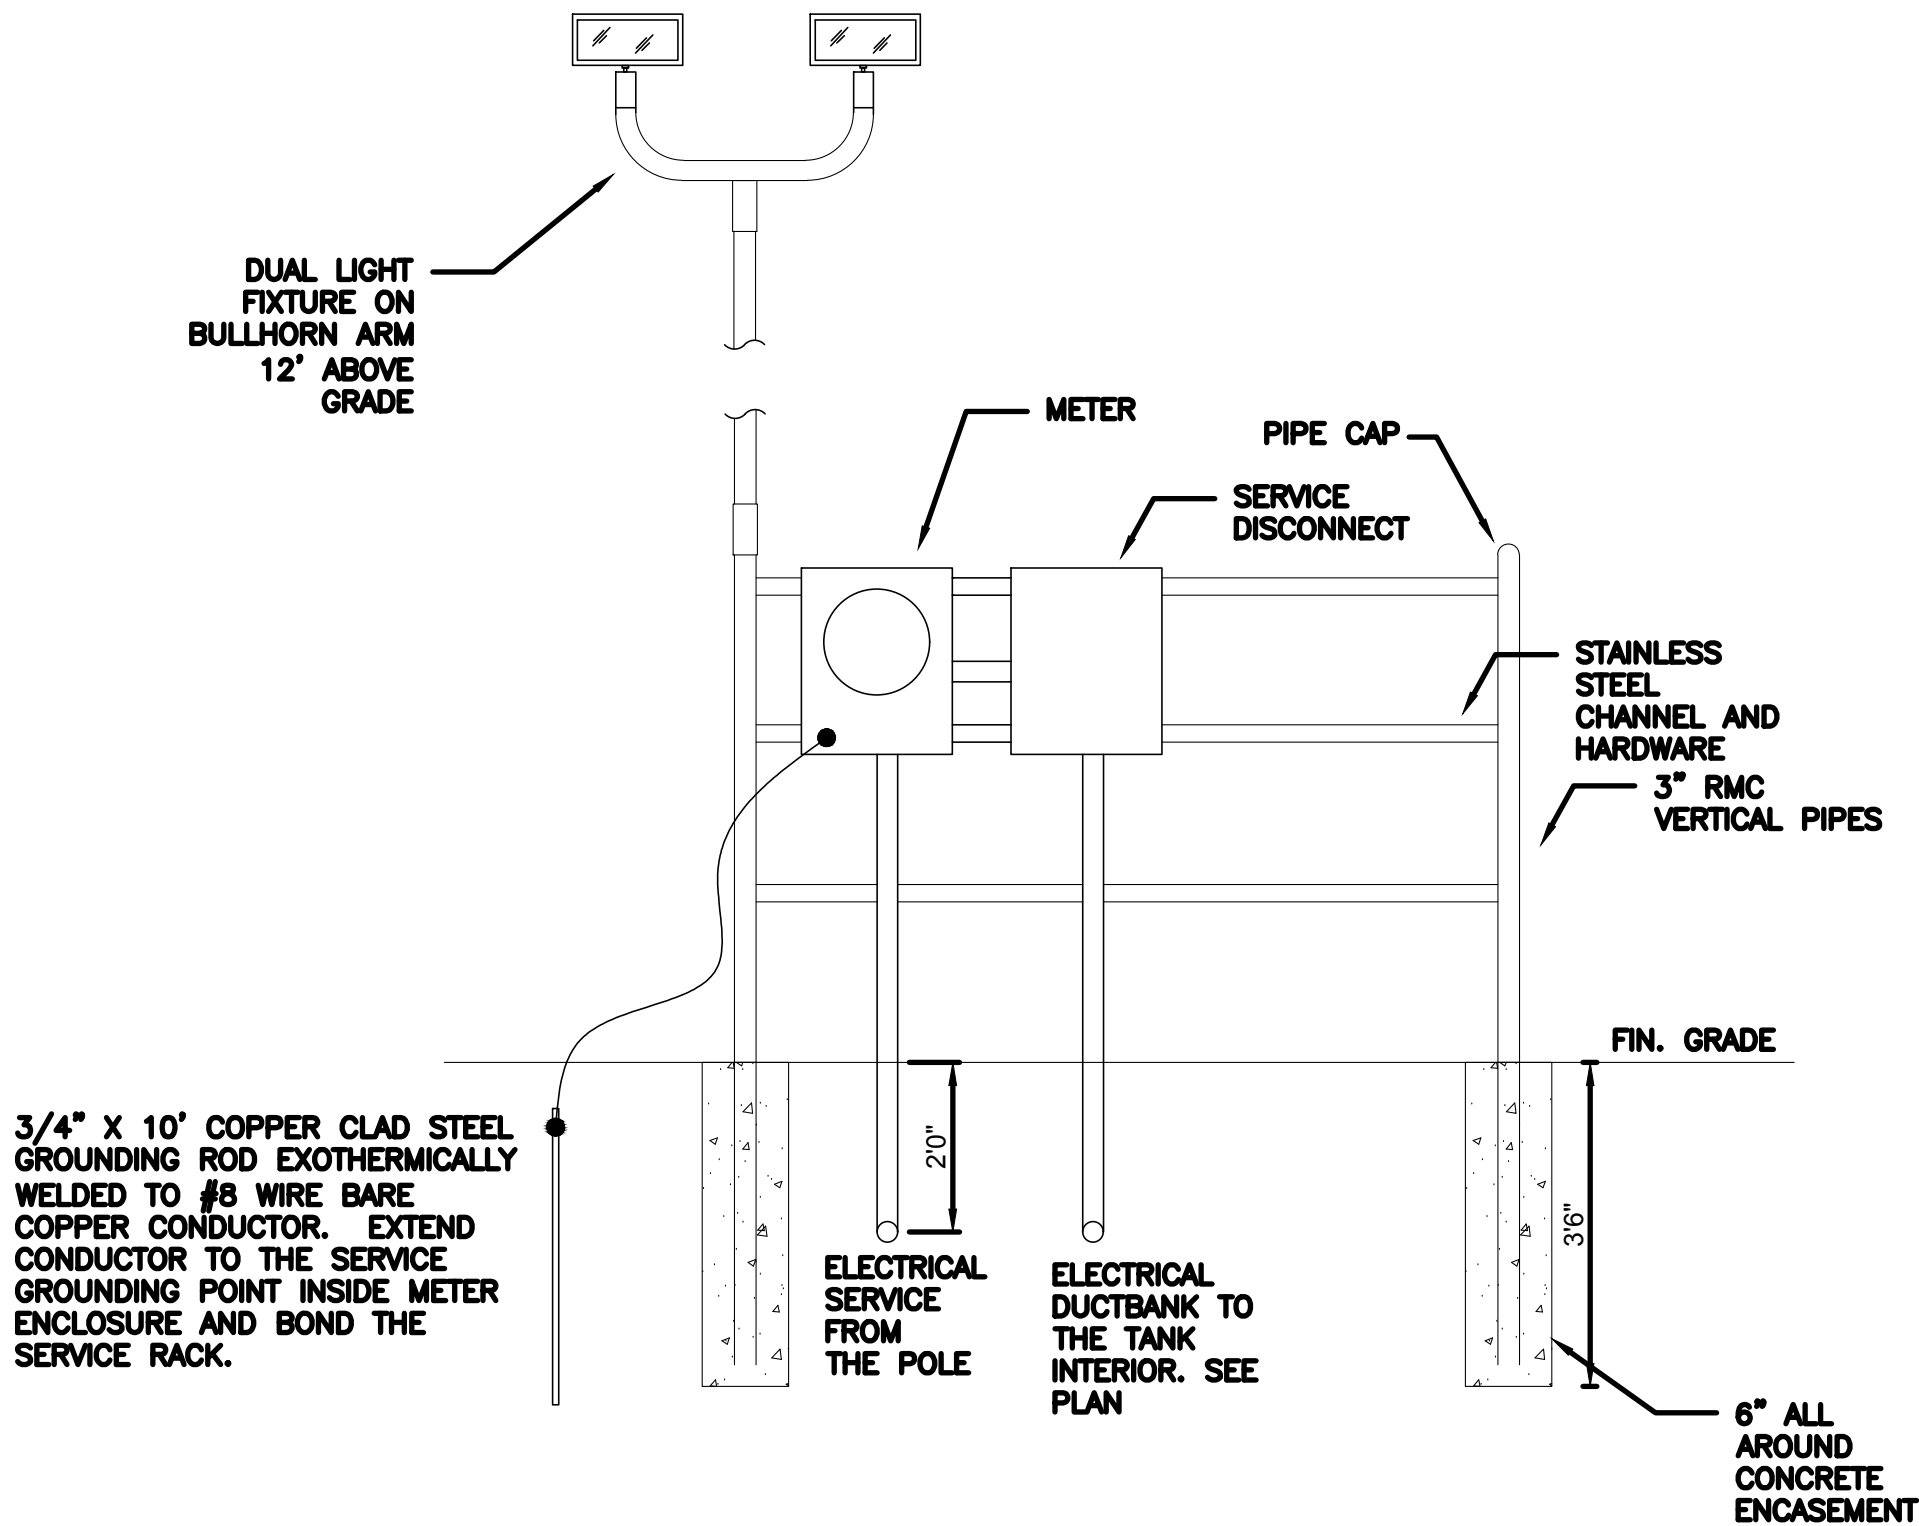 DUAL LIGHT
FIXTURE ON
BULLHORN ARM
12' ABOVE
GRADE
METER
PIPE CAP
SERVICE
DISCONNECT
STAINLESS
STEEL
CHANNEL AND
HARDWARE
3" RMC
VERTICAL PIPES
FIN. GRADE
3/4" X 10' COPPER CLAD STEEL
GROUNDING ROD EXOTHERMICALLY
WELDED TO #8 WIRE BARE
COPPER CONDUCTOR. EXTEND
CONDUCTOR TO THE SERVICE
GROUNDING POINT INSIDE METER
ENCLOSURE AND BOND THE
SERVICE RACK.
2'0"
3'6"
ELECTRICAL
SERVICE
FROM
THE POLE
ELECTRICAL
DUCTBANK TO
THE TANK
INTERIOR. SEE
PLAN
6" ALL
AROUND
CONCRETE
ENCASEMENT